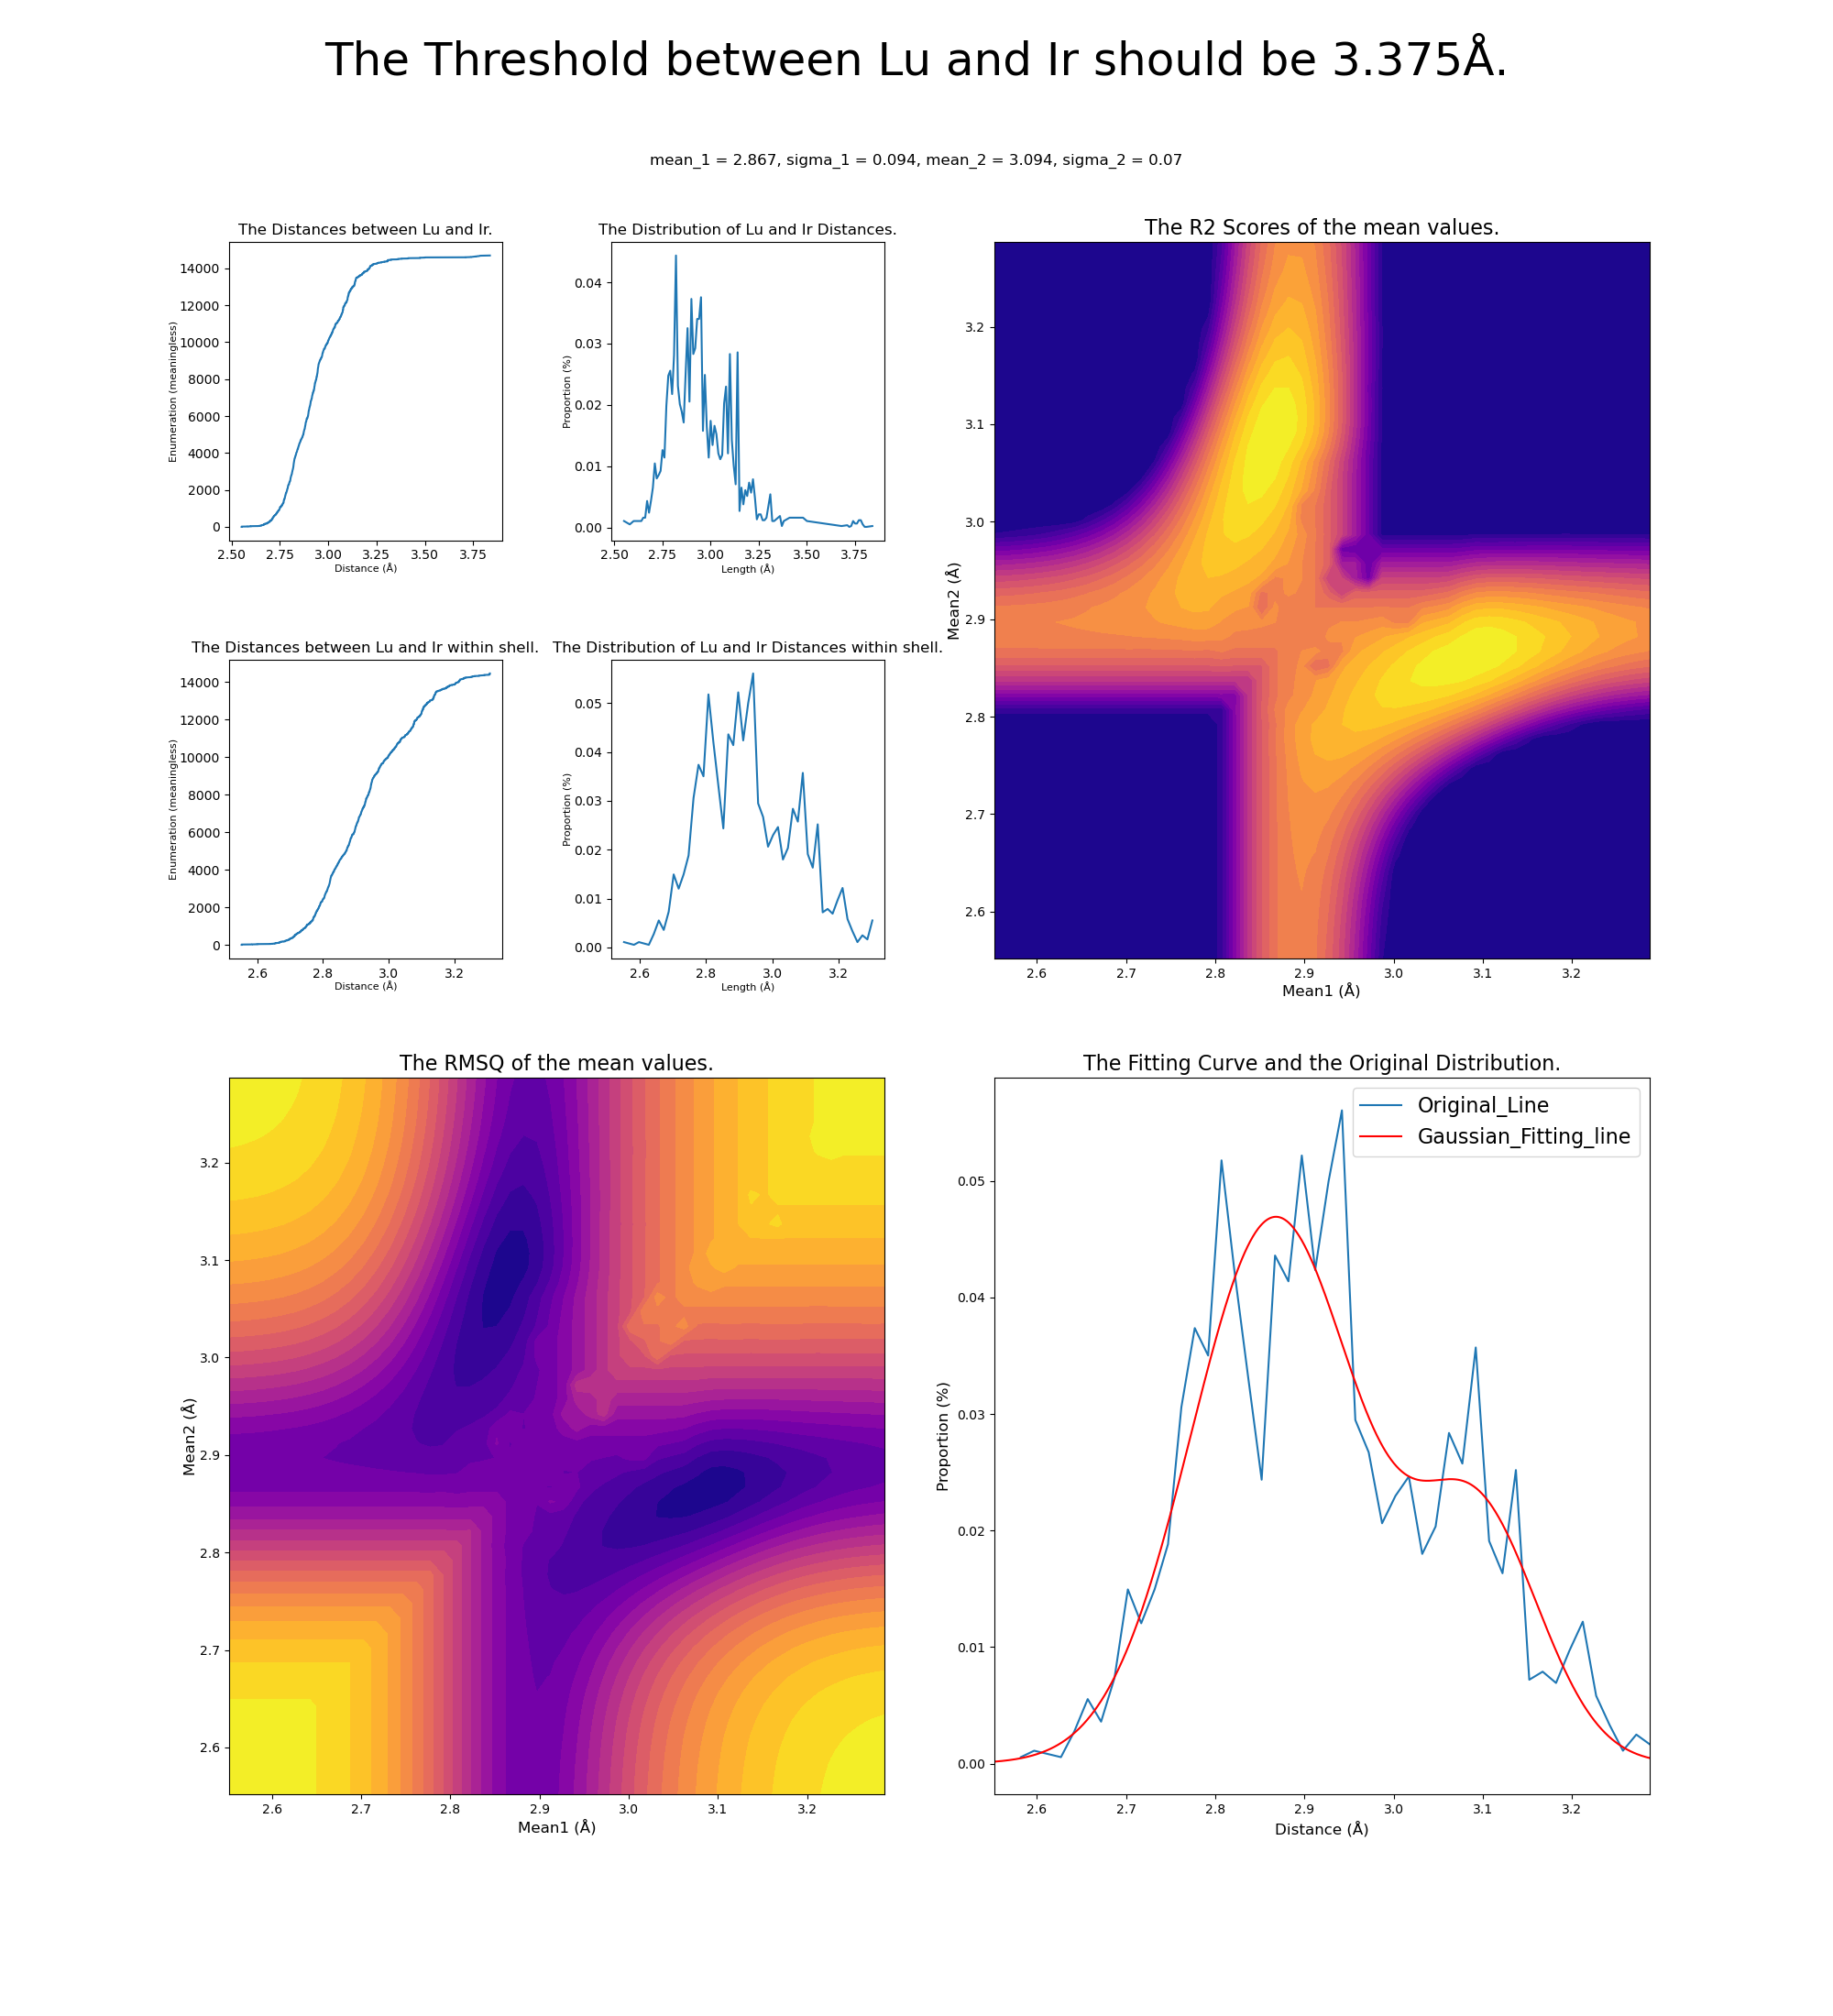 The Threshold between Lu and Ir should be 3.375Å.
mean_1 = 2.867, sigma_1 = 0.094, mean_2 = 3.094, sigma_2 = 0.07
The Distances between Lu and Ir.
Enumeration (meaningless)
14000
12000
10000
8000
6000
4000
2000
0
2.50 2.75 3.00 3.25 3.50 3.75
Distance (Å)
The Distribution of Lu and Ir Distances.
Proportion (%)
0.04
0.03
0.02
0.01
0.00
2.50 2.75 3.00 3.25 3.50 3.75
Length (Å)
The R2 Scores of the mean values.
Mean2 (Å)
3.2
3.1
3.0
2.9
2.8
2.7
2.6
2.6 2.7 2.8 2.9 3.0 3.1 3.2
Mean1 (Å)
The Distances between Lu and Ir within shell.
Enumeration (meaningless)
14000
12000
10000
8000
6000
4000
2000
0
2.6 2.8 3.0 3.2
Distance (Å)
The Distribution of Lu and Ir Distances within shell.
Proportion (%)
0.05
0.04
0.03
0.02
0.01
0.00
2.6 2.8 3.0 3.2
Length (Å)
The RMSQ of the mean values.
Mean2 (Å)
3.2
3.1
3.0
2.9
2.8
2.7
2.6
2.6 2.7 2.8 2.9 3.0 3.1 3.2
Mean1 (Å)
The Fitting Curve and the Original Distribution.
Original_Line
Gaussian_Fitting_line
Proportion (%)
0.05
0.04
0.03
0.02
0.01
0.00
2.6 2.7 2.8 2.9 3.0 3.1 3.2
Distance (Å)